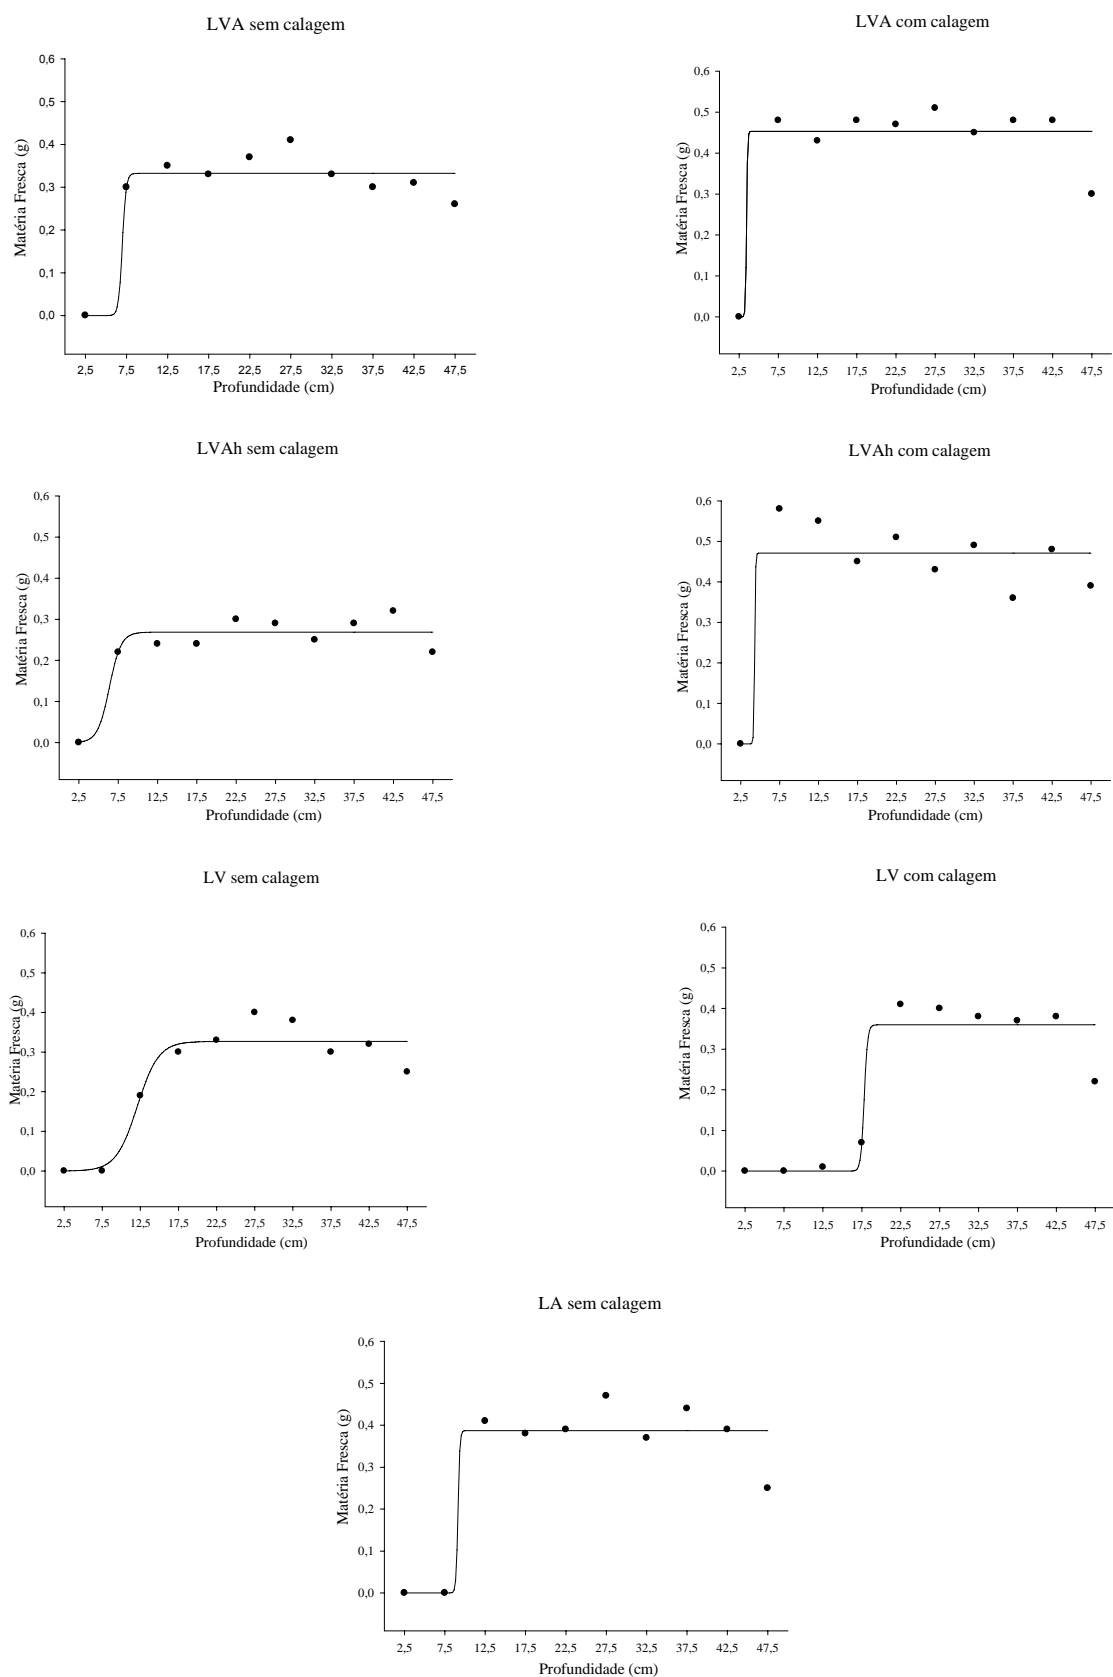 LVA sem calagem
Matéria Fresca (g)
0,6
0,5
0,4
0,3
0,2
0,1
0,0
2,5 7,5 12,5 17,5 22,5 27,5 32,5 37,5 42,5 47,5
Profundidade (cm)
LVA com calagem
Matéria Fresca (g)
0,6
0,5
0,4
0,3
0,2
0,1
0,0
2,5 7,5 12,5 17,5 22,5 27,5 32,5 37,5 42,5 47,5
Profundidade (cm)
LVAh sem calagem
Matéria Fresca (g)
0,6
0,5
0,4
0,3
0,2
0,1
0,0
2,5 7,5 12,5 17,5 22,5 27,5 32,5 37,5 42,5 47,5
Profundidade (cm)
LVAh com calagem
Matéria Fresca (g)
0,6
0,5
0,4
0,3
0,2
0,1
0,0
2,5 7,5 12,5 17,5 22,5 27,5 32,5 37,5 42,5 47,5
Profundidade (cm)
LV sem calagem
Matéria Fresca (g)
0,6
0,5
0,4
0,3
0,2
0,1
0,0
2,5 7,5 12,5 17,5 22,5 27,5 32,5 37,5 42,5 47,5
Profundidade (cm)
LV com calagem
Matéria Fresca (g)
0,6
0,5
0,4
0,3
0,2
0,1
0,0
2,5 7,5 12,5 17,5 22,5 27,5 32,5 37,5 42,5 47,5
Profundidade (cm)
LA sem calagem
Matéria Fresca (g)
0,6
0,5
0,4
0,3
0,2
0,1
0,0
2,5 7,5 12,5 17,5 22,5 27,5 32,5 37,5 42,5 47,5
Profundidade (cm)